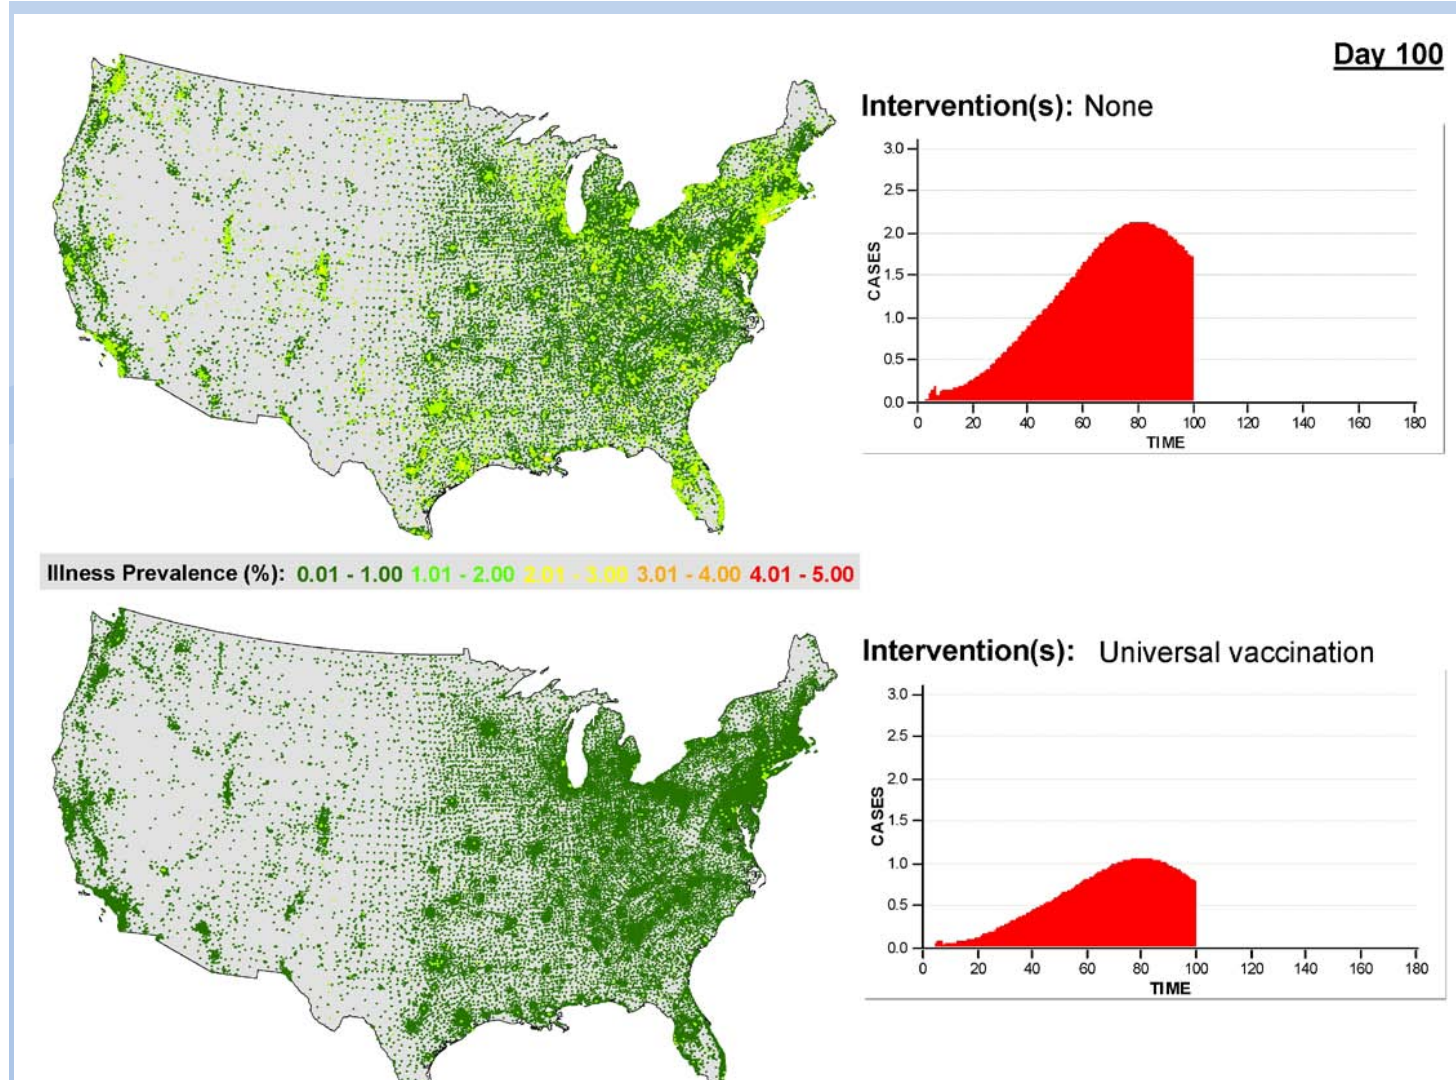 Day 100
Intervention(s): None
3.0
2.5
2.0
1.5
1.0
0.5
0.0
CASES
0 20 40 60 80 100 120 140 160 180
TIME
Illness Prevalence (%): 0.01 - 1.00 1.01 - 2.00 2.01 - 3.00 3.01 - 4.00 4.01 - 5.00
Intervention(s): Universal vaccination
3.0
2.5
2.0
1.5
1.0
0.5
0.0
CASES
0 20 40 60 80 100 120 140 160 180
TIME